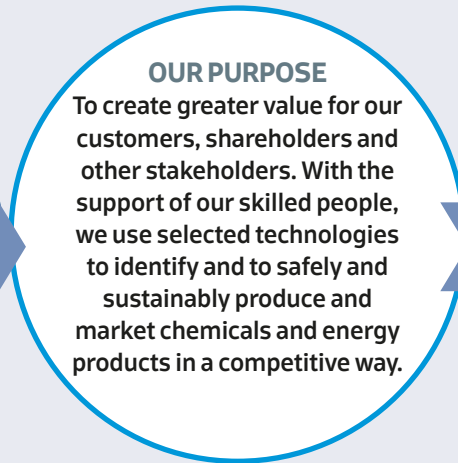 OUR PURPOSE
To create greater value for our
customers, shareholders and
other stakeholders. With the
support of our skilled people,
we use selected technologies
to identify and to safely and
sustainably produce and
market chemicals and energy
products in a competitive way.